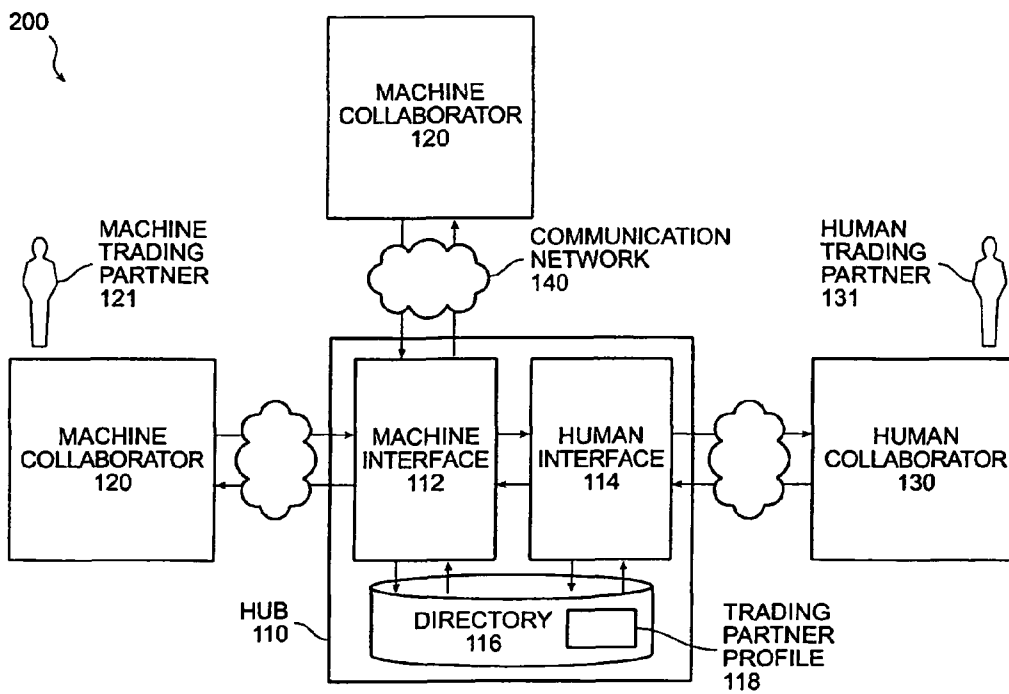 200
MACHINE
COLLABORATOR
120
MACHINE
TRADING
PARTNER
121
COMMUNICATION
NETWORK
140
HUMAN
TRADING
PARTNER
131
MACHINE
COLLABORATOR
120
MACHINE
INTERFACE
112
HUMAN
INTERFACE
114
HUMAN
COLLABORATOR
130
HUB
110
DIRECTORY
116
TRADING
PARTNER
PROFILE
118